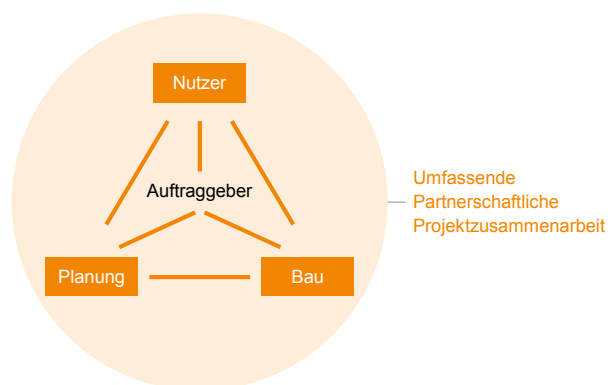 Nutzer
Auftraggeber
Umfassende
Partnerschaftliche
Projektzusammenarbeit
Planung
Bau